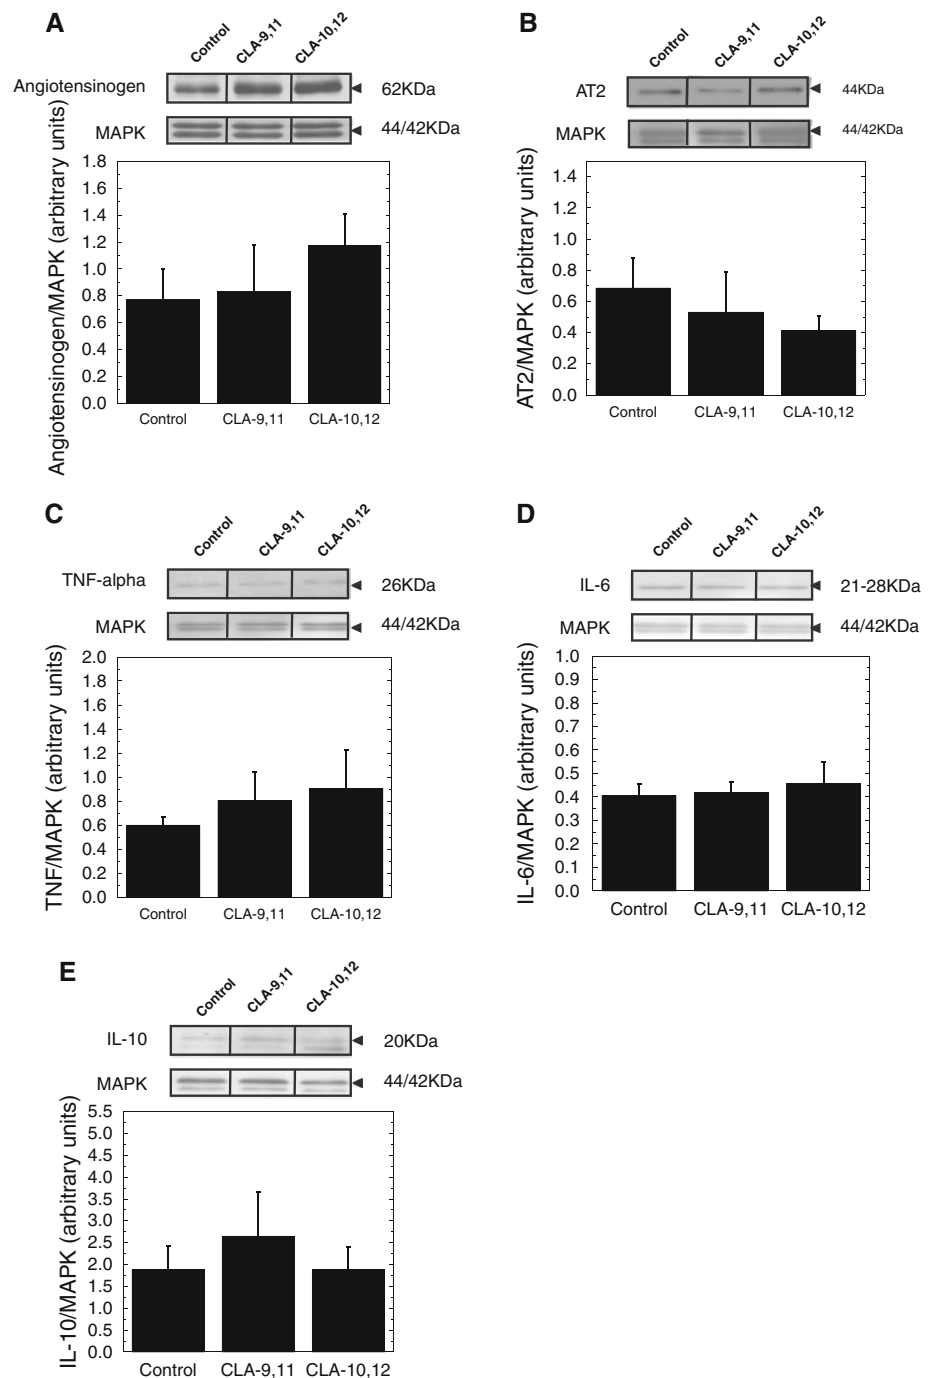 A
Control CLA-9,11 CLA-10,12
Angiotensinogen 62KDa
MAPK 44/42KDa
Angiotensinogen/MAPK (arbitrary units)
1.8
1.6
1.4
1.2
1.0
0.8
0.6
0.4
0.2
0.0
Control CLA-9,11 CLA-10,12
B
Control CLA-9,11 CLA-10,12
AT2 44KDa
MAPK 44/42KDa
AT2/MAPK (arbitrary units)
1.4
1.2
1.0
0.8
0.6
0.4
0.2
0.0
Control CLA-9,11 CLA-10,12
C
Control CLA-9,11 CLA-10,12
TNF-alpha 26KDa
MAPK 44/42KDa
TNF/MAPK (arbitrary units)
2.0
1.8
1.6
1.4
1.2
1.0
0.8
0.6
0.4
0.2
0.0
Control CLA-9,11 CLA-10,12
D
Control CLA-9,11 CLA-10,12
IL-6 21-28KDa
MAPK 44/42KDa
IL-6/MAPK (arbitrary units)
1.0
0.9
0.8
0.7
0.6
0.5
0.4
0.3
0.2
0.1
0.0
Control CLA-9,11 CLA-10,12
E
Control CLA-9,11 CLA-10,12
IL-10 20KDa
MAPK 44/42KDa
IL-10/MAPK (arbitrary units)
5.5
5.0
4.5
4.0
3.5
3.0
2.5
2.0
1.5
1.0
0.5
0.0
Control CLA-9,11 CLA-10,12